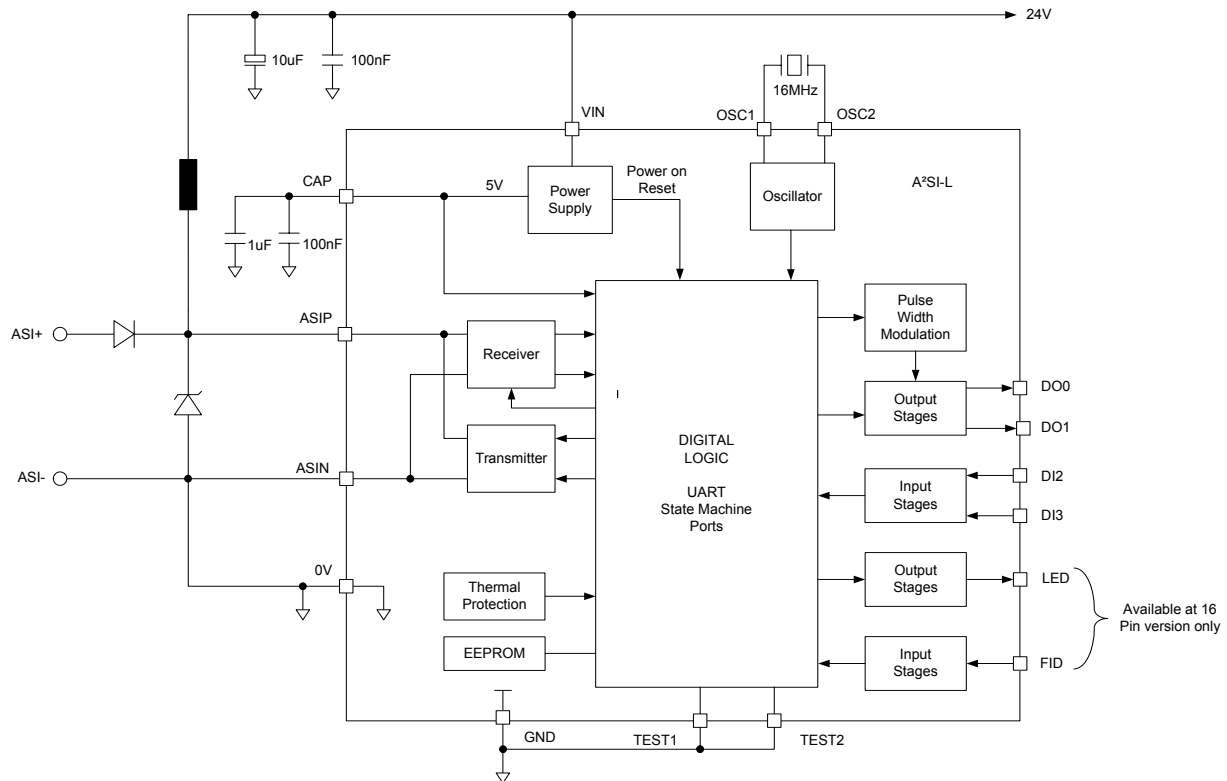 24V
10uF
100nF
16MHz
VIN
OSC1
OSC2
CAP
5V
Power
Supply
Power on
Reset
Oscillator
A²SI-L
1uF
100nF
ASI+
ASIP
Receiver
Pulse
Width
Modulation
Output
Stages
DO0
DO1
ASI-
ASIN
Transmitter
DIGITAL
LOGIC
UART
State Machine
Ports
Input
Stages
DI2
DI3
0V
Thermal
Protection
Output
Stages
LED
Available at 16
Pin version only
EEPROM
Input
Stages
FID
GND
TEST1
TEST2